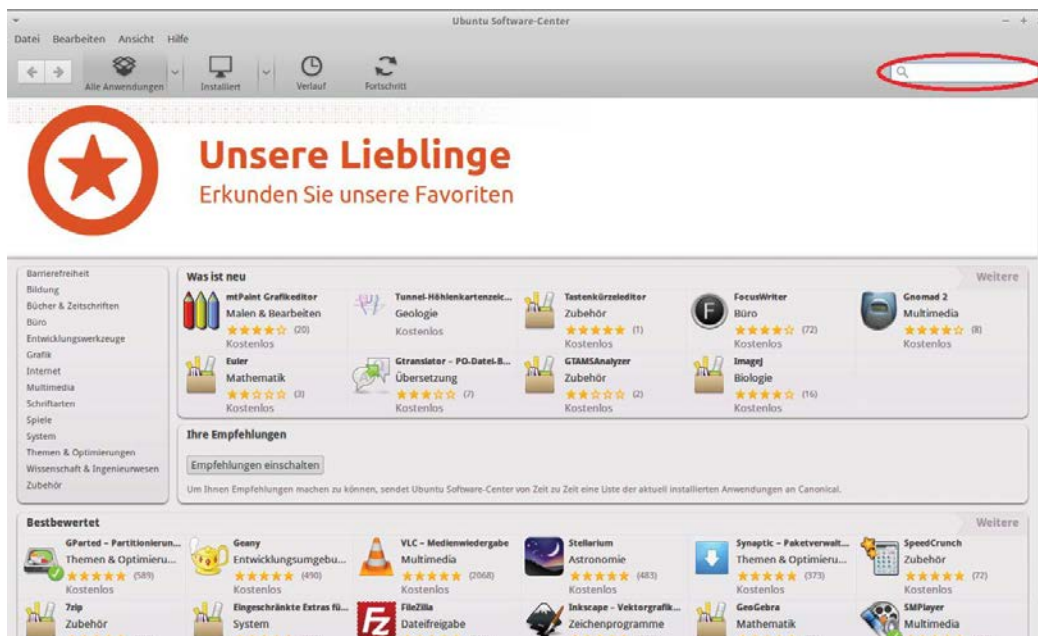 Ubuntu Software-Center
Datei Bearbeiten Ansicht Hilfe
Alle Anwendungen Installiert Verlauf Fortschritt
Unsere Lieblinge
Erkunden Sie unsere Favoriten
Barrierefreiheit
Bildung
Bücher & Zeitschriften
Büro
Entwicklungswerkzeuge
Grafik
Internet
Multimedia
Schriftarten
Spiele
System
Themen & Optimierungen
Wissenschaft & Ingenieurwesen
Zubehör
Was ist neu Weitere
mtPaint Grafikeditor
Malen & Bearbeiten
(20)
Kostenlos
Tunnel-Höhlenkartenzeic...
Geologie
Kostenlos
Tastenkürzeleditor
Zubehör
(1)
Kostenlos
FocusWriter
Büro
(72)
Kostenlos
Gnomad 2
Multimedia
(8)
Kostenlos
Euler
Mathematik
(3)
Kostenlos
Gtranslator – PO-Datei-B...
Übersetzung
(7)
Kostenlos
GTAMSAnalyzer
Zubehör
(2)
Kostenlos
ImageJ
Biologie
(16)
Kostenlos
Ihre Empfehlungen
Empfehlungen einschalten
Um Ihnen Empfehlungen machen zu können, sendet Ubuntu Software-Center von Zeit zu Zeit eine Liste der aktuell installierten Anwendungen an Canonical.
Bestbewertet Weitere
GParted – Partitionierun...
Themen & Optimieru...
(589)
Kostenlos
Geany
Entwicklungsumgebu...
(490)
Kostenlos
VLC – Medienwiedergabe
Multimedia
(2068)
Kostenlos
Stellarium
Astronomie
(483)
Kostenlos
Synaptic – Paketverwalt...
Themen & Optimieru...
(373)
Kostenlos
SpeedCrunch
Zubehör
(72)
Kostenlos
7zip
Zubehör
Eingeschränkte Extras fü...
System
FileZilla
Dateifreigabe
Inkscape – Vektorgrafik...
Zeichenprogramme
GeoGebra
Mathematik
SMPlayer
Multimedia